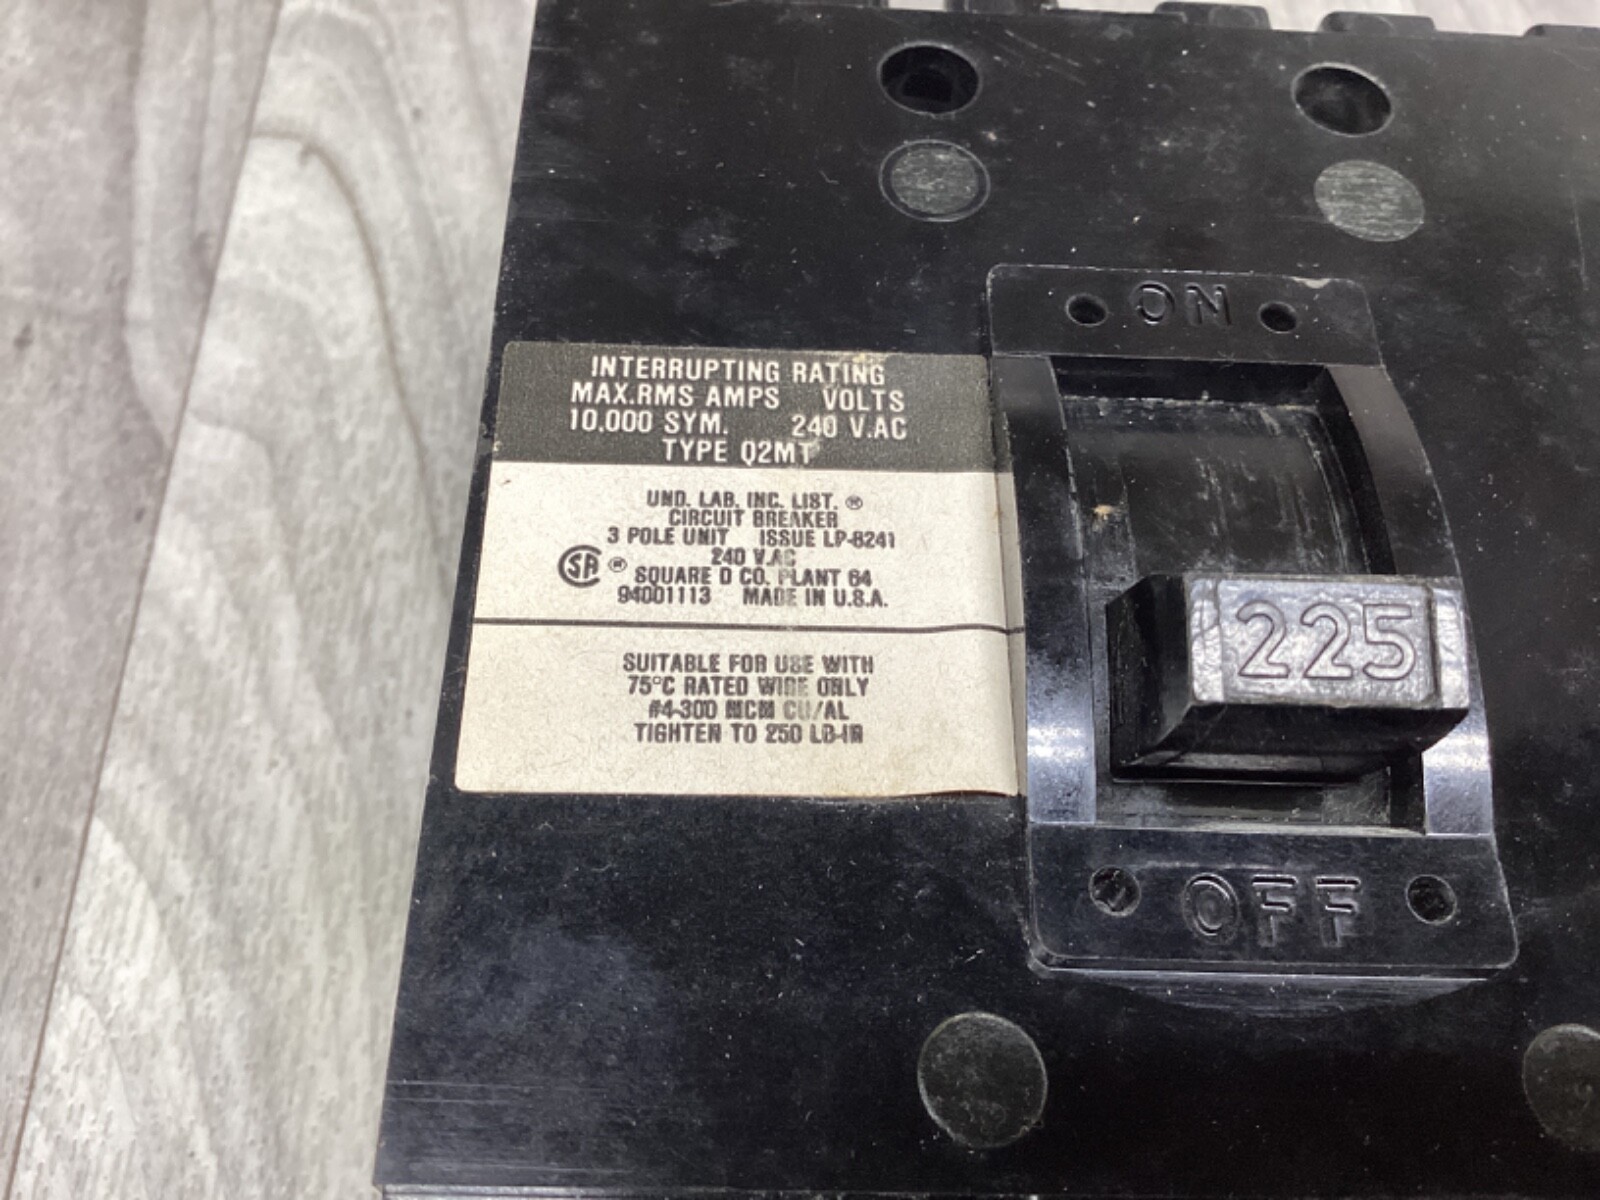 INTERRUPTING RATING
MAX.RMS AMPS VOLTS
10,000 SYM. 240 V.AC
TYPE Q2MT
UND. LAB. INC. LIST. ®
CIRCUIT BREAKER
3 POLE UNIT ISSUE LP-8241
240 V.AC
SA ® SQUARE D CO. PLANT 64
94001113 MADE IN U.S.A.
SUITABLE FOR USE WITH
75°C RATED WIRE ONLY
#4-300 MCM CU/AL
TIGHTEN TO 250 LB-IN
ON
225
OFF